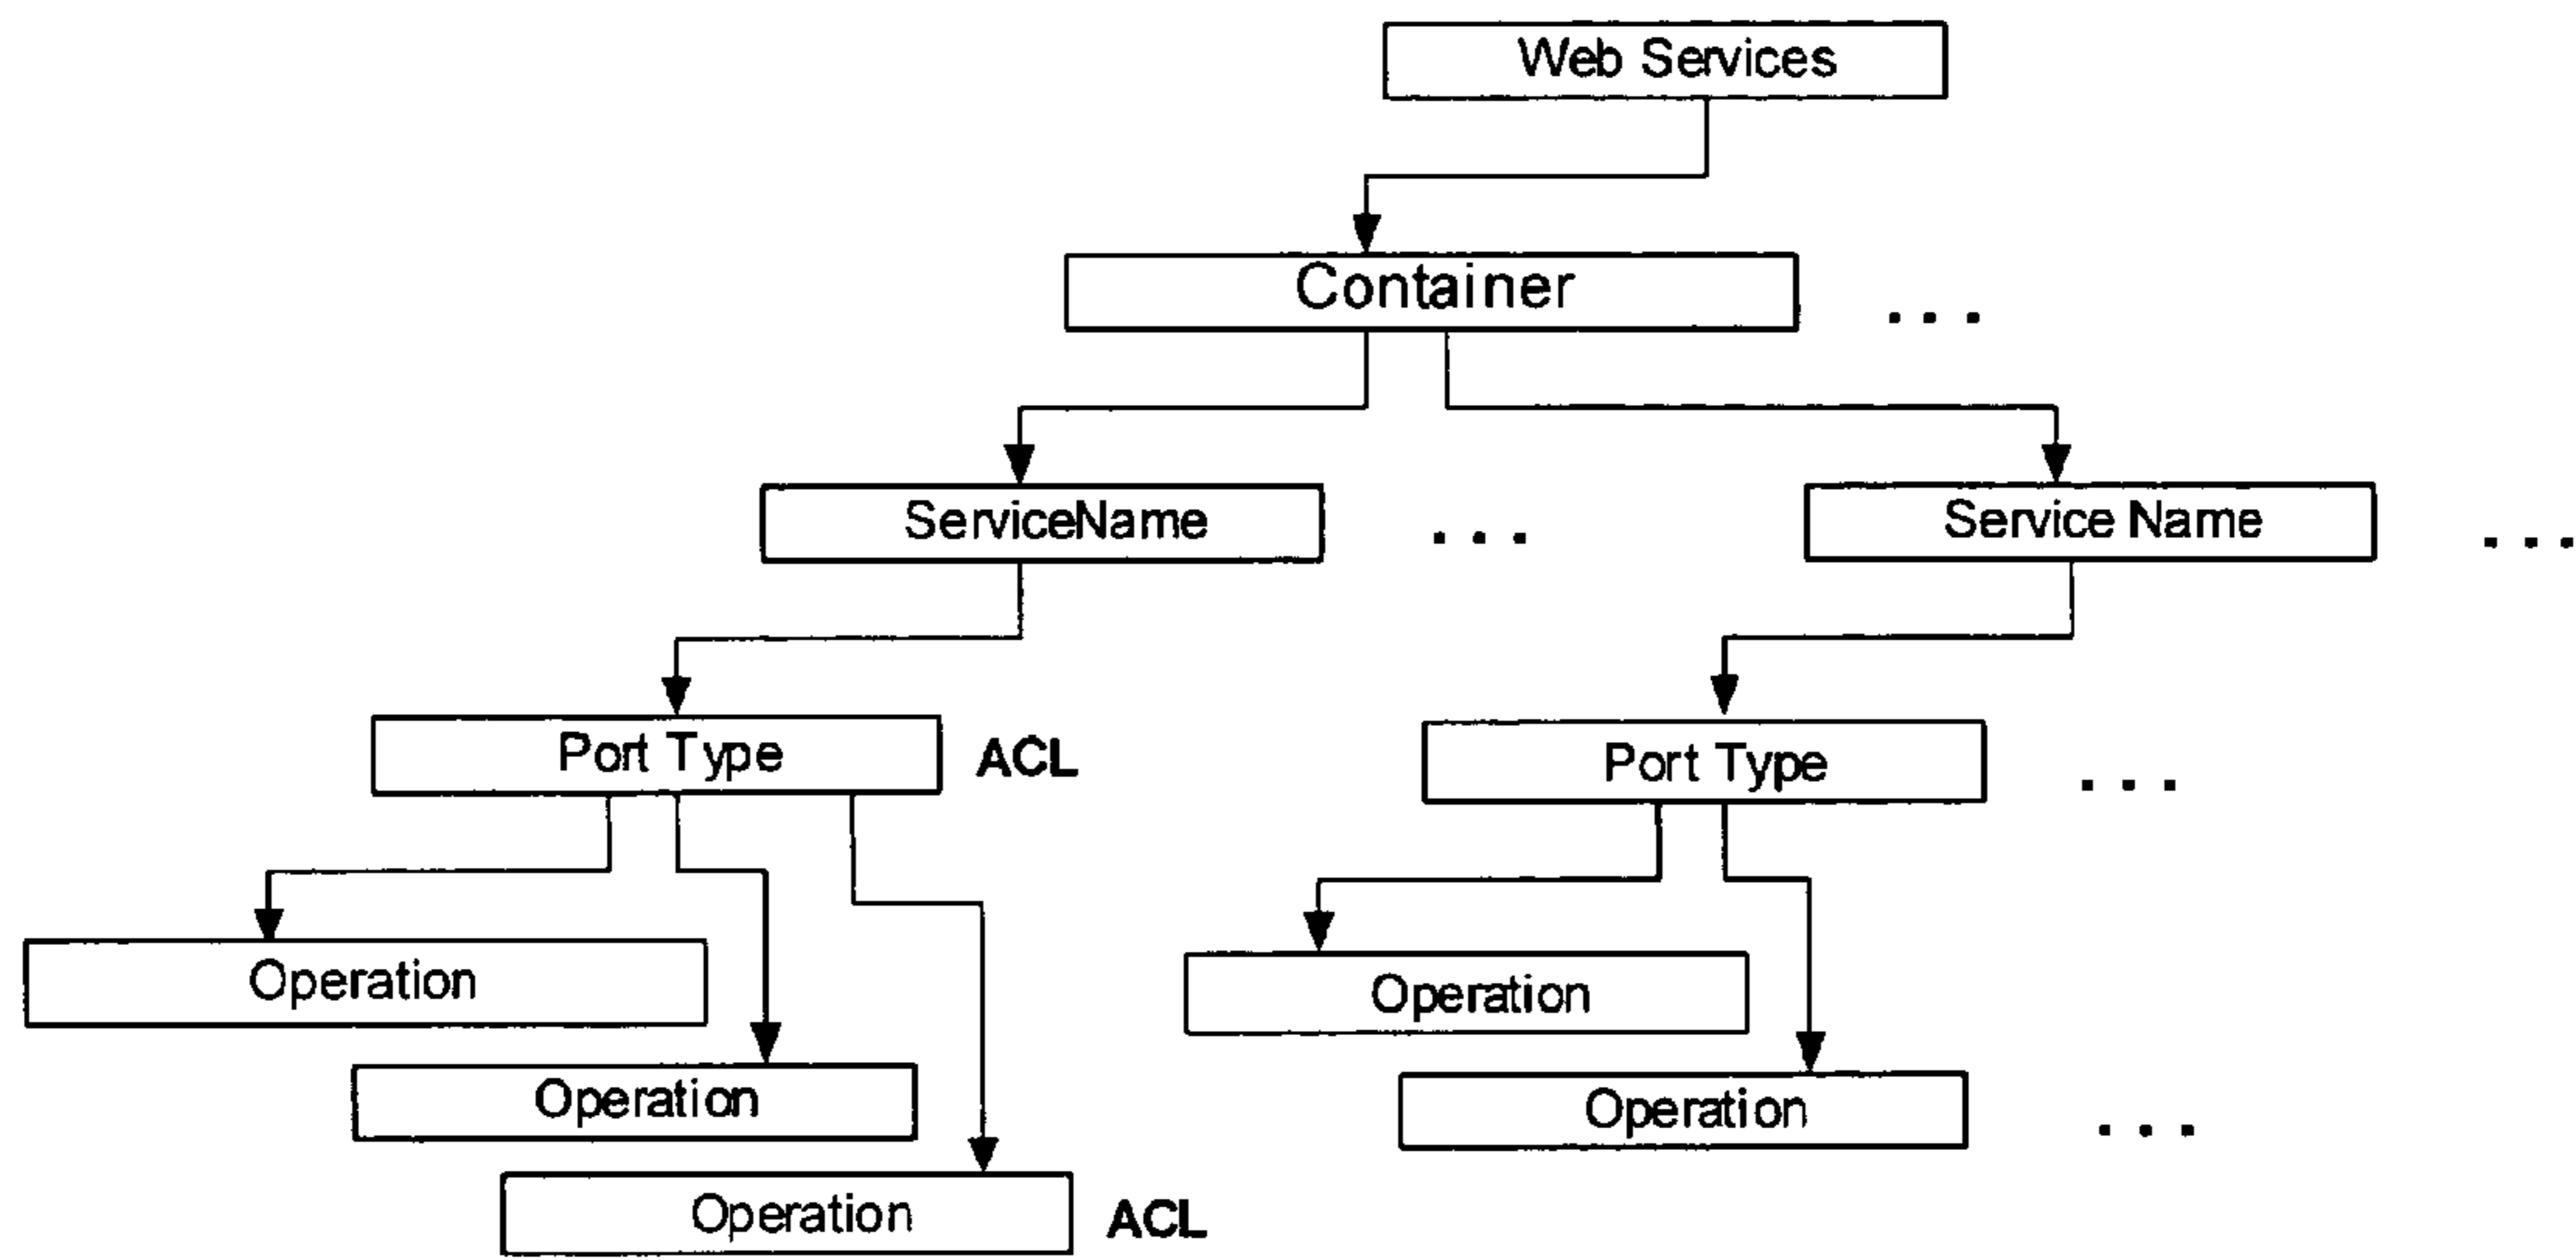 Web Services
Container
. . .
ServiceName
. . .
Service Name
. . .
Port Type
ACL
Port Type
. . .
Operation
Operation
Operation
Operation
. . .
Operation
ACL